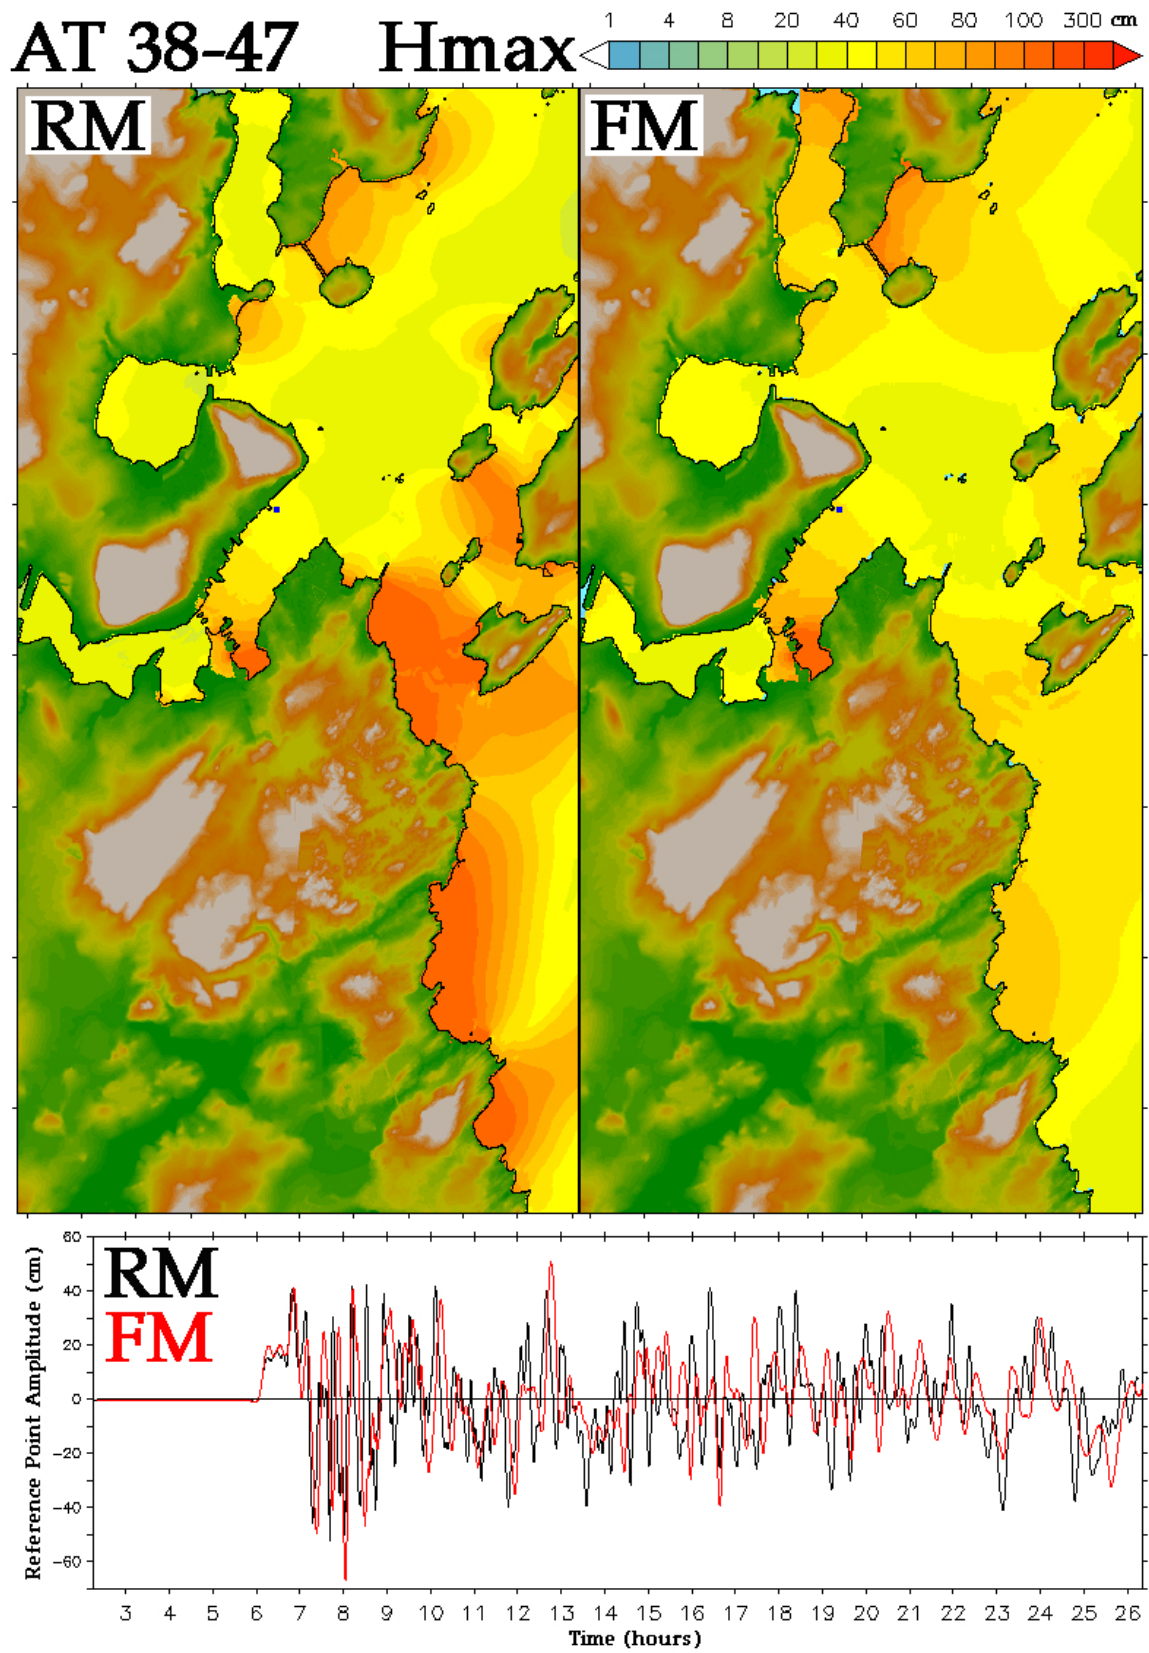 AT 38-47 Hmax
1 4 8 20 40 60 80 100 300 cm
RM
FM
60
40
20
0
-20
-40
-60
Reference Point Amplitude (cm)
RM
FM
3 4 5 6 7 8 9 10 11 12 13 14 15 16 17 18 19 20 21 22 23 24 25 26
Time (hours)